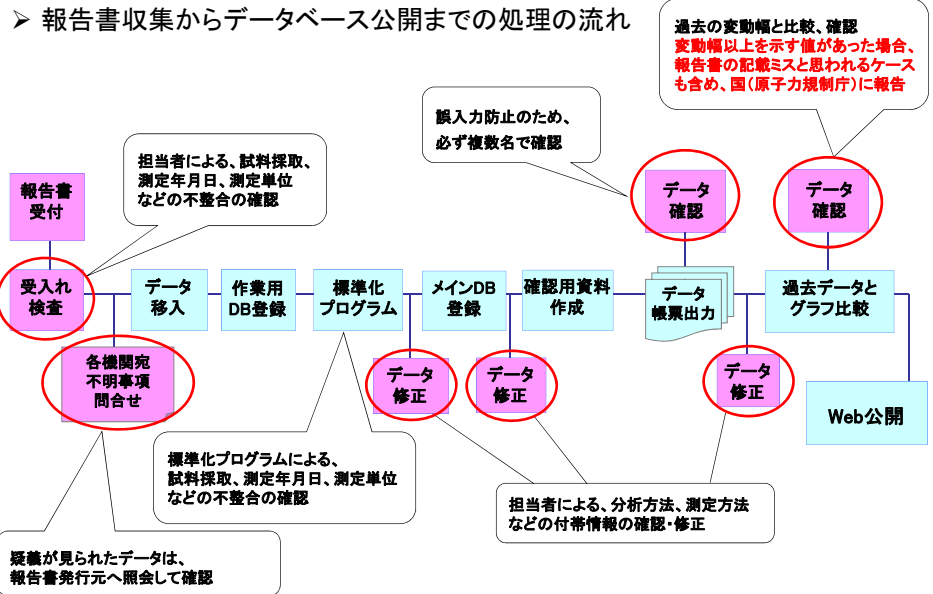 ➢ 報告書収集からデータベース公開までの処理の流れ
過去の変動幅と比較、確認
変動幅以上を示す値があった場合、
報告書の記載ミスと思われるケース
も含め、国(原子力規制庁)に報告
誤入力防止のため、
必ず複数名で確認
担当者による、試料採取、
測定年月日、測定単位
などの不整合の確認
報告書
受付
データ
確認
データ
確認
受入れ
検査
データ
移入
作業用
DB登録
標準化
プログラム
メインDB
登録
確認用資料
作成
データ
帳票出力
過去データと
グラフ比較
各機関宛
不明事項
問合せ
データ
修正
データ
修正
データ
修正
Web公開
標準化プログラムによる、
試料採取、測定年月日、測定単位
などの不整合の確認
担当者による、分析方法、測定方法
などの付帯情報の確認・修正
疑義が見られたデータは、
報告書発行元へ照会して確認